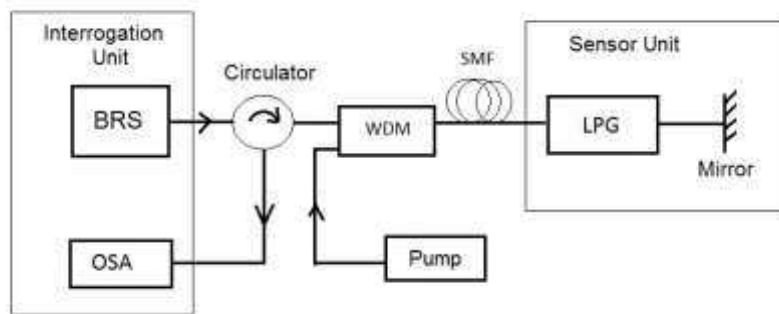 Interrogation
Unit
BRS
OSA
Circulator
WDM
Pump
SMF
Sensor Unit
LPG
Mirror